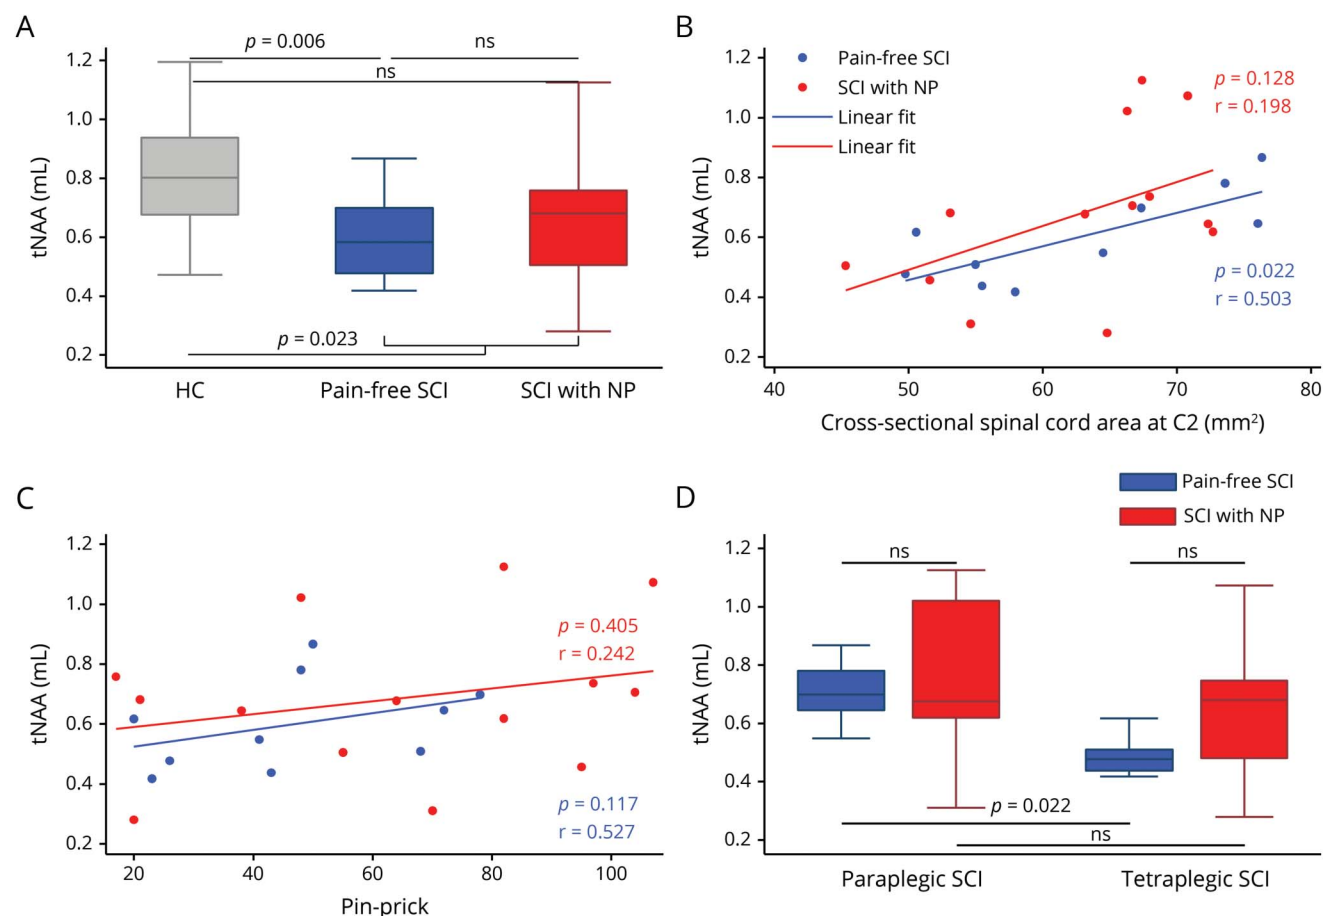 A
p = 0.006
ns
ns
1.2
1.0
0.8
0.6
0.4
0.2
tNAA (mL)
p = 0.023
HC
Pain-free SCI
SCI with NP
B
Pain-free SCI
SCI with NP
Linear fit
Linear fit
p = 0.128
r = 0.198
1.2
1.0
0.8
0.6
0.4
0.2
tNAA (mL)
p = 0.022
r = 0.503
40
50
60
70
80
Cross-sectional spinal cord area at C2 (mm²)
C
1.2
1.0
0.8
0.6
0.4
0.2
tNAA (mL)
p = 0.405
r = 0.242
p = 0.117
r = 0.527
20
40
60
80
100
Pin-prick
D
Pain-free SCI
SCI with NP
ns
ns
1.2
1.0
0.8
0.6
0.4
0.2
tNAA (mL)
p = 0.022
ns
Paraplegic SCI
Tetraplegic SCI